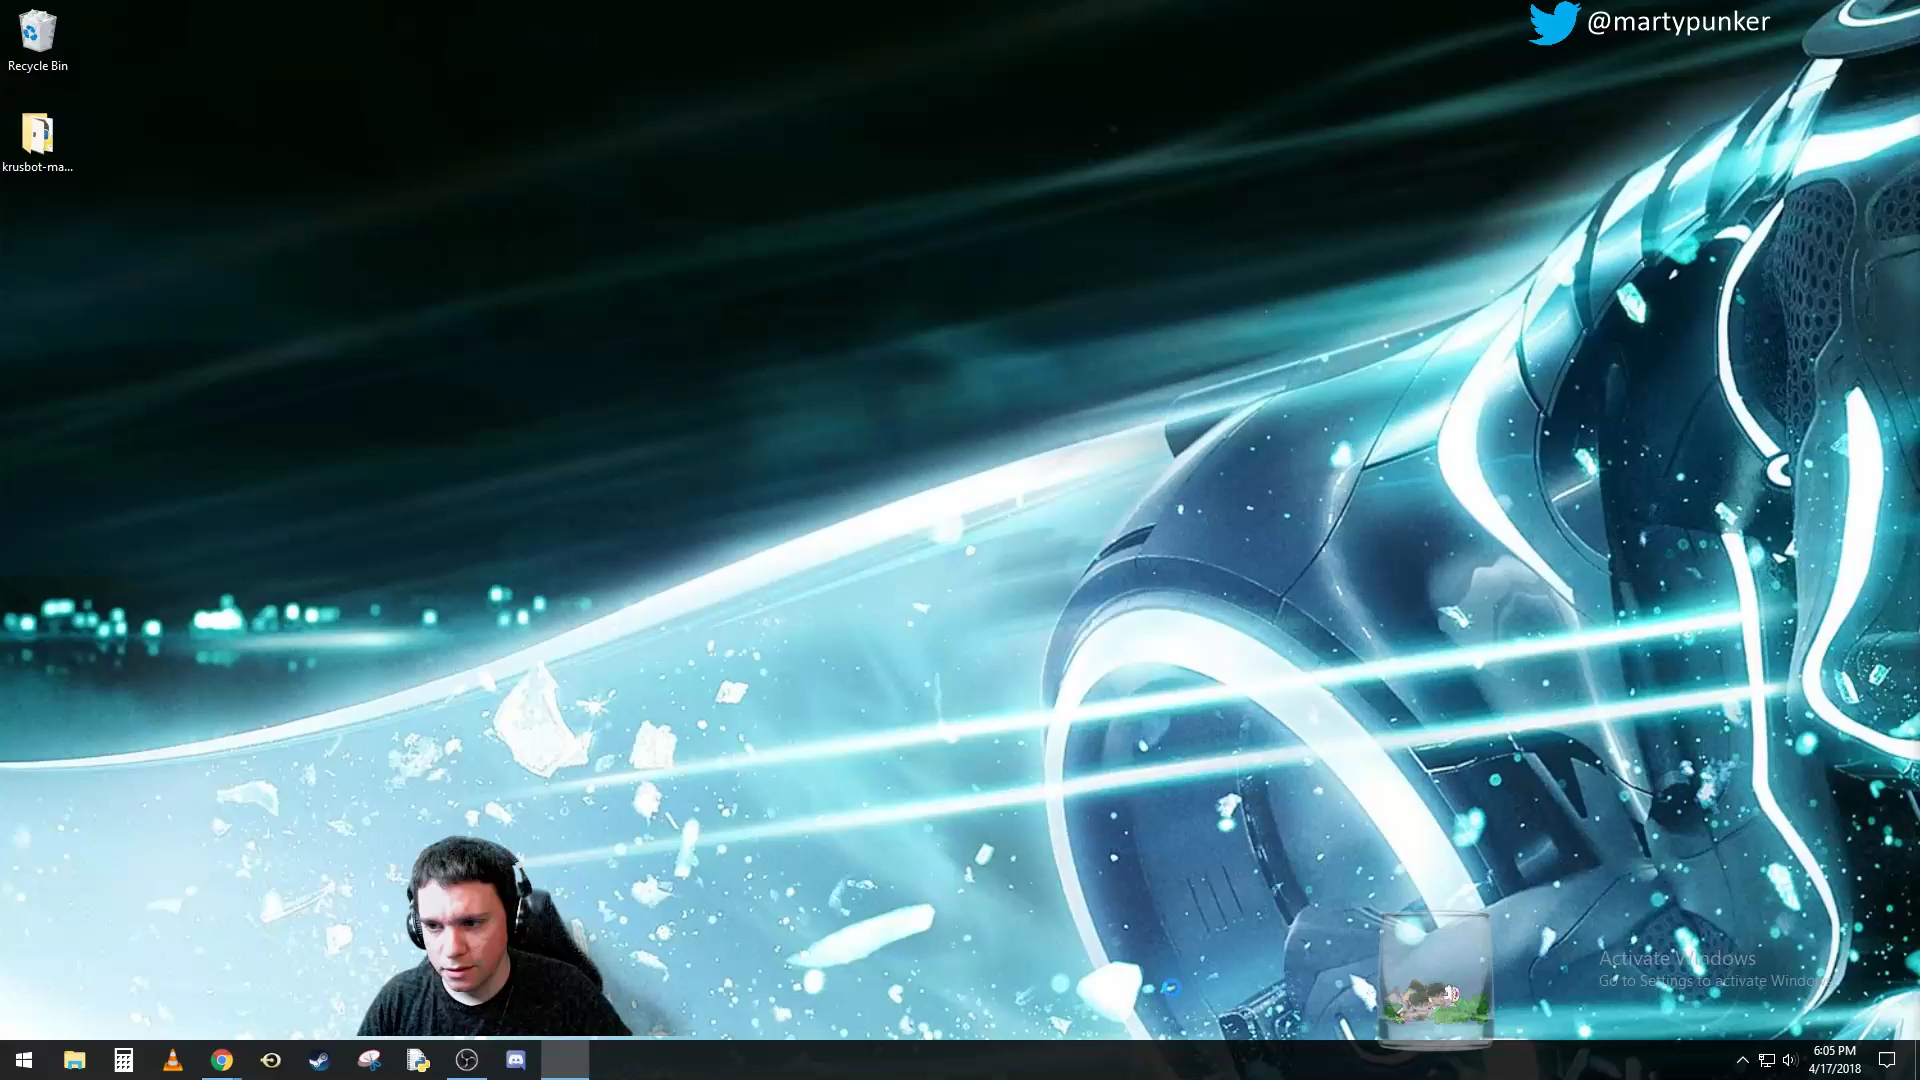 @martypunker
Recycle Bin
krusbot-ma...
Activate Windows
Go to Settings to activate Windows.
6:05 PM
4/17/2018